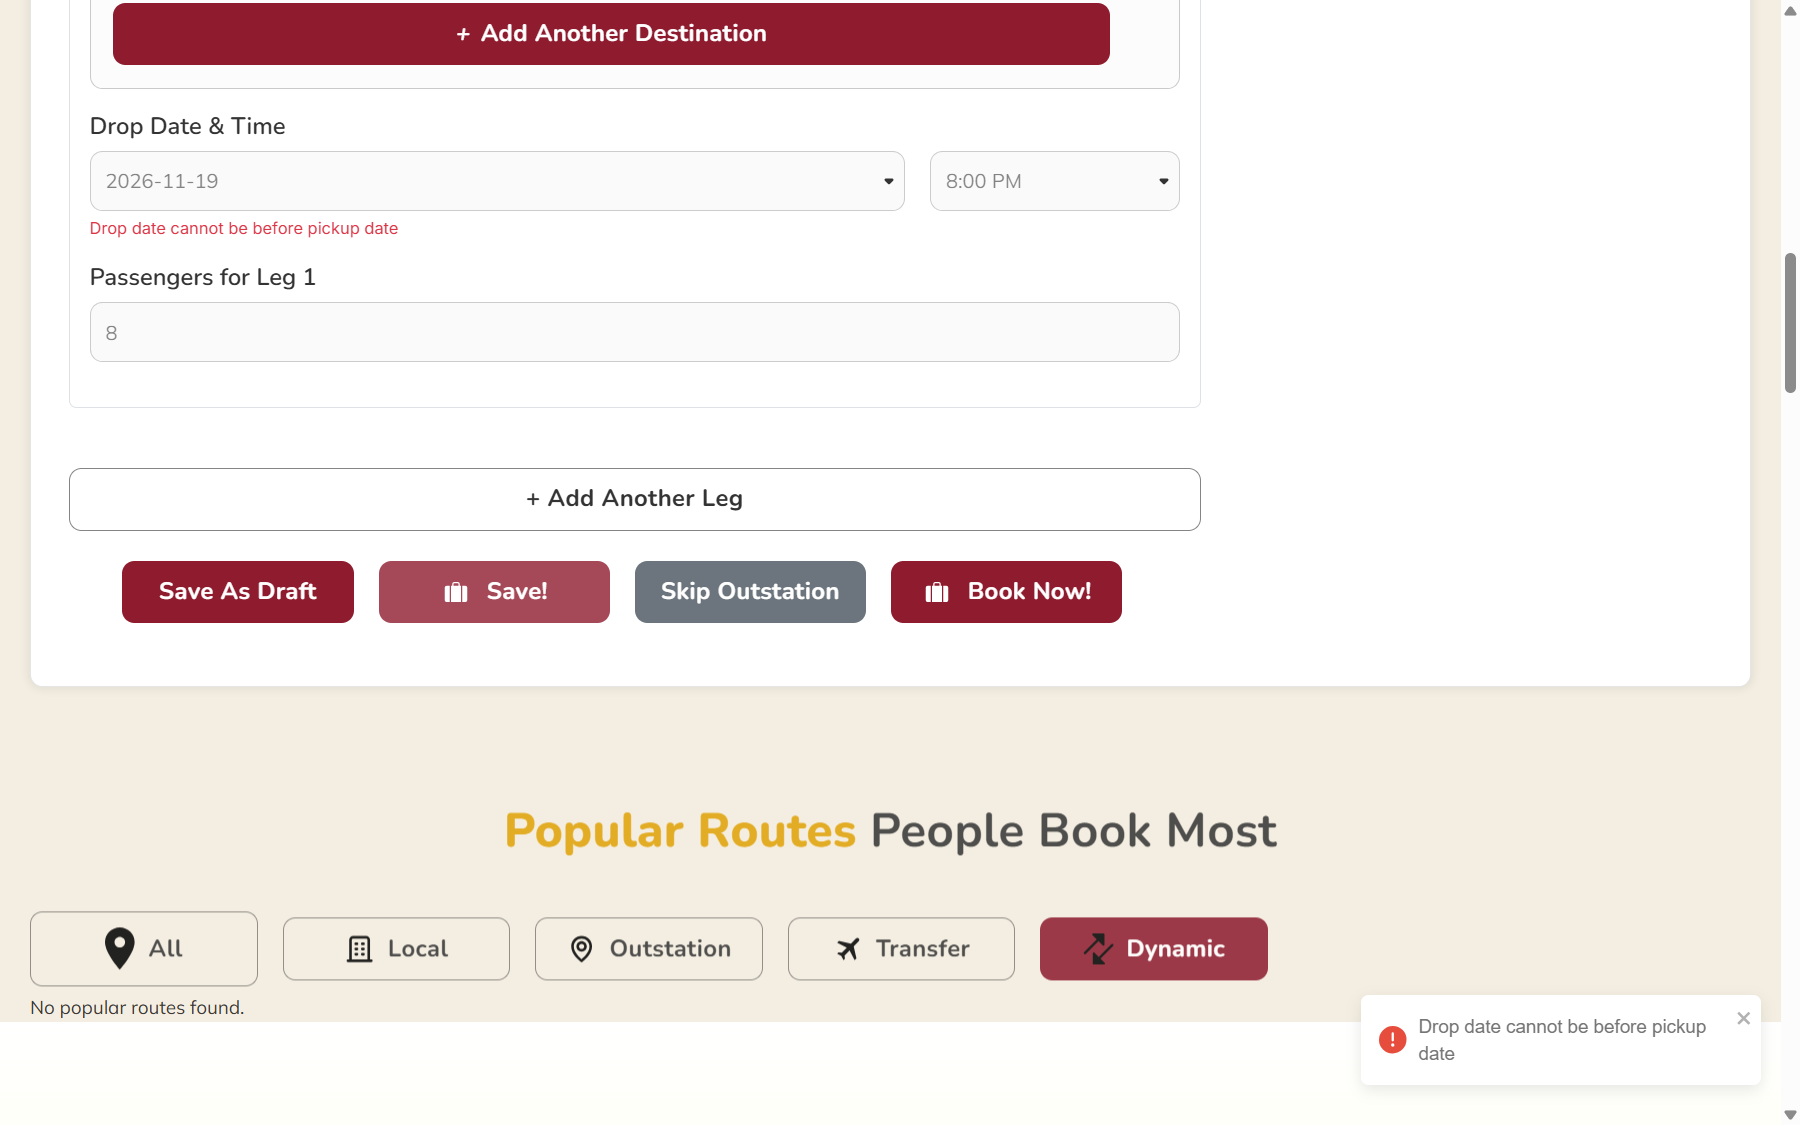 + Add Another Destination
Drop Date & Time
2026-11-19
8:00 PM
Drop date cannot be before pickup date
Passengers for Leg 1
8
+ Add Another Leg
Save As Draft
Save!
Skip Outstation
Book Now!
Popular Routes People Book Most
All
Local
Outstation
Transfer
Dynamic
No popular routes found.
Drop date cannot be before pickup
date